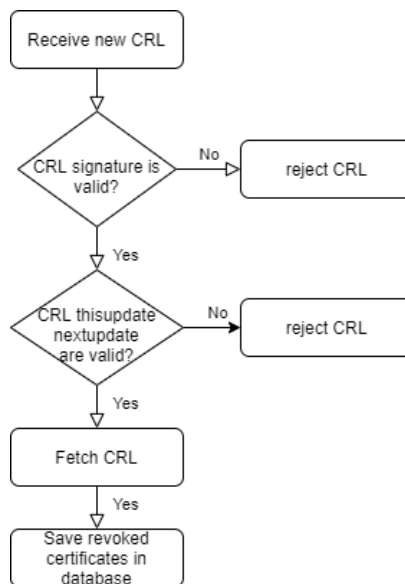 Receive new CRL
CRL signature is
valid?
No
reject CRL
Yes
CRL thisupdate
nextupdate
are valid?
No
reject CRL
Yes
Fetch CRL
Yes
Save revoked
certificates in
database